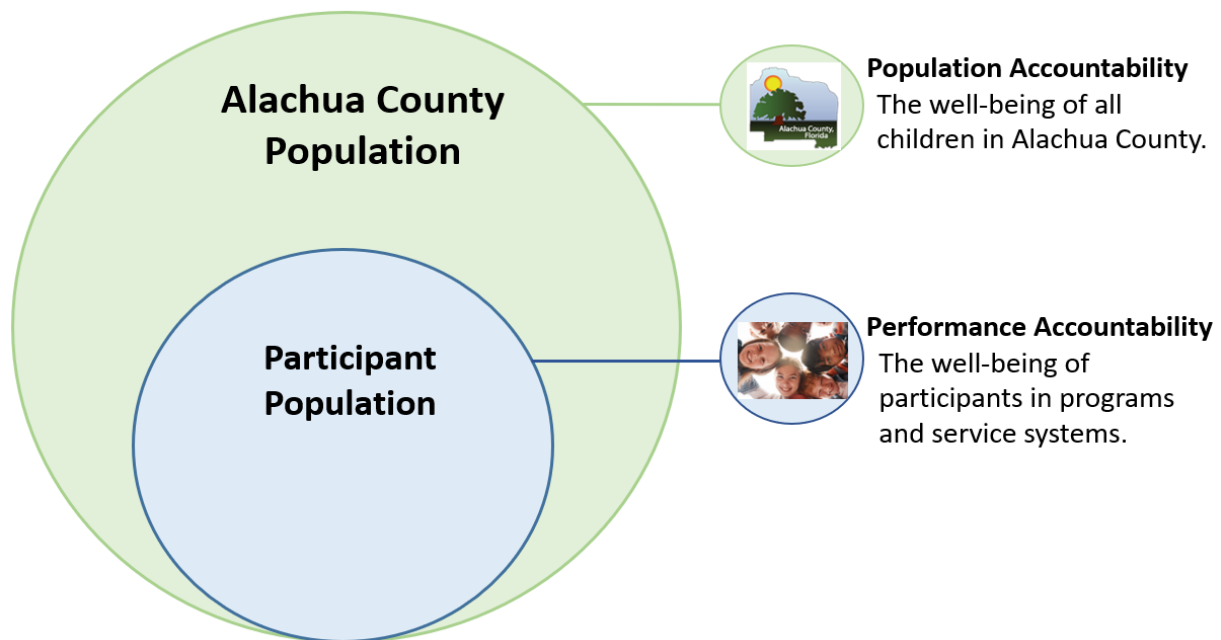 Alachua County
Population
Population Accountability
The well-being of all
children in Alachua County.
Alachua County,
Florida
Participant
Population
Performance Accountability
The well-being of
participants in programs
and service systems.